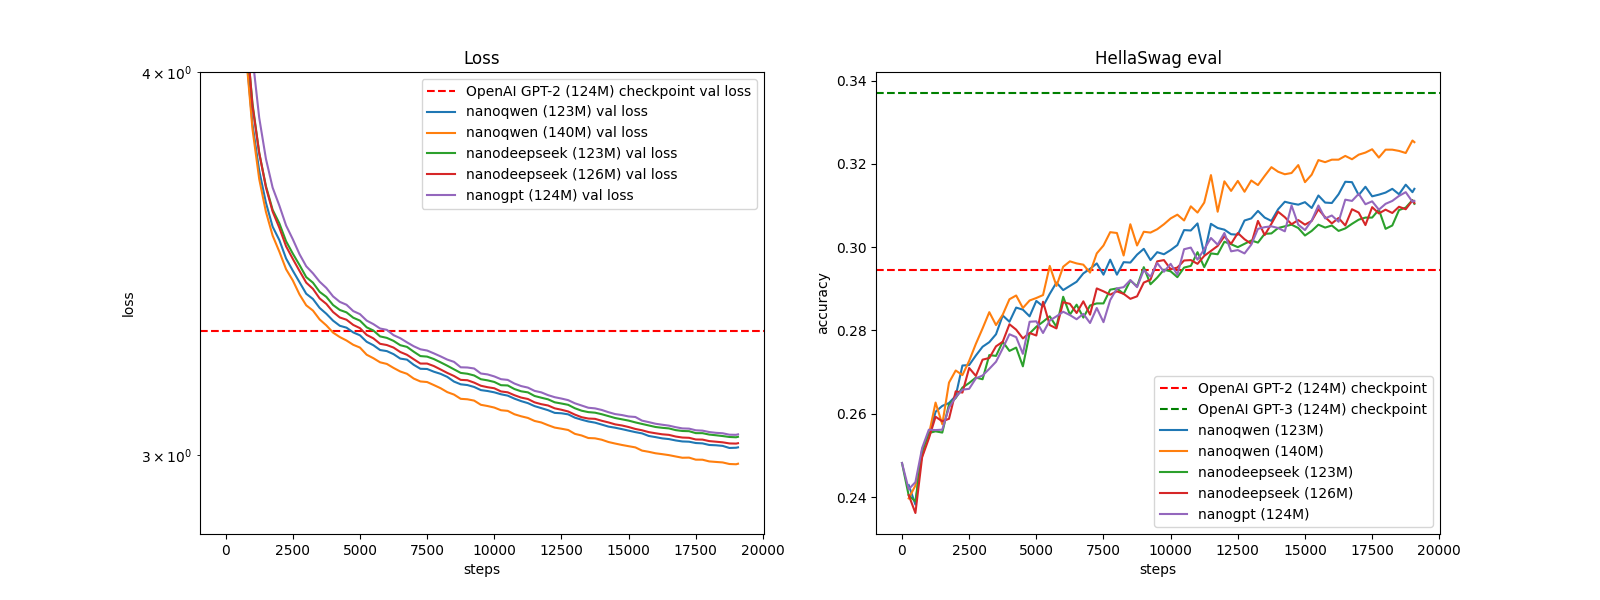 Loss
4 × 10⁰
3 × 10⁰
loss
OpenAI GPT-2 (124M) checkpoint val loss
nanoqwen (123M) val loss
nanoqwen (140M) val loss
nanodeepseek (123M) val loss
nanodeepseek (126M) val loss
nanogpt (124M) val loss
0 2500 5000 7500 10000 12500 15000 17500 20000
steps
HellaSwag eval
0.34
0.32
0.30
0.28
0.26
0.24
accuracy
OpenAI GPT-2 (124M) checkpoint
OpenAI GPT-3 (124M) checkpoint
nanoqwen (123M)
nanoqwen (140M)
nanodeepseek (123M)
nanodeepseek (126M)
nanogpt (124M)
0 2500 5000 7500 10000 12500 15000 17500 20000
steps